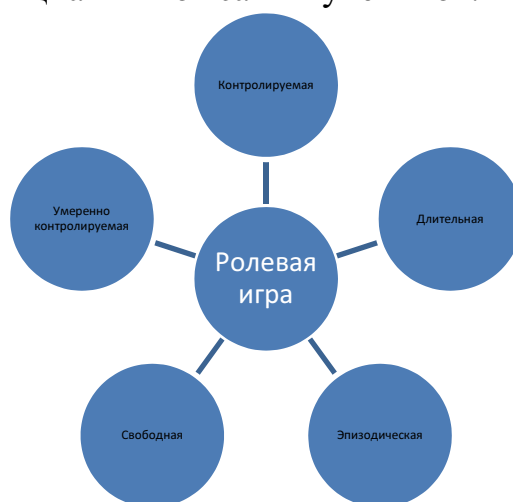 Контролируемая
Умеренно
контролируемая
Длительная
Ролевая
игра
Свободная
Эпизодическая